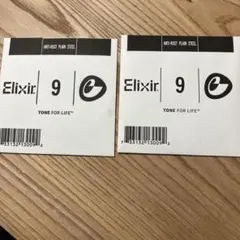 ANTI-RUST PLAIN STEEL
Elixir
9
TONE FOR LIFE™
ANTI-RUST PLAIN STEEL
Elixir
9
TONE FOR LIFE™